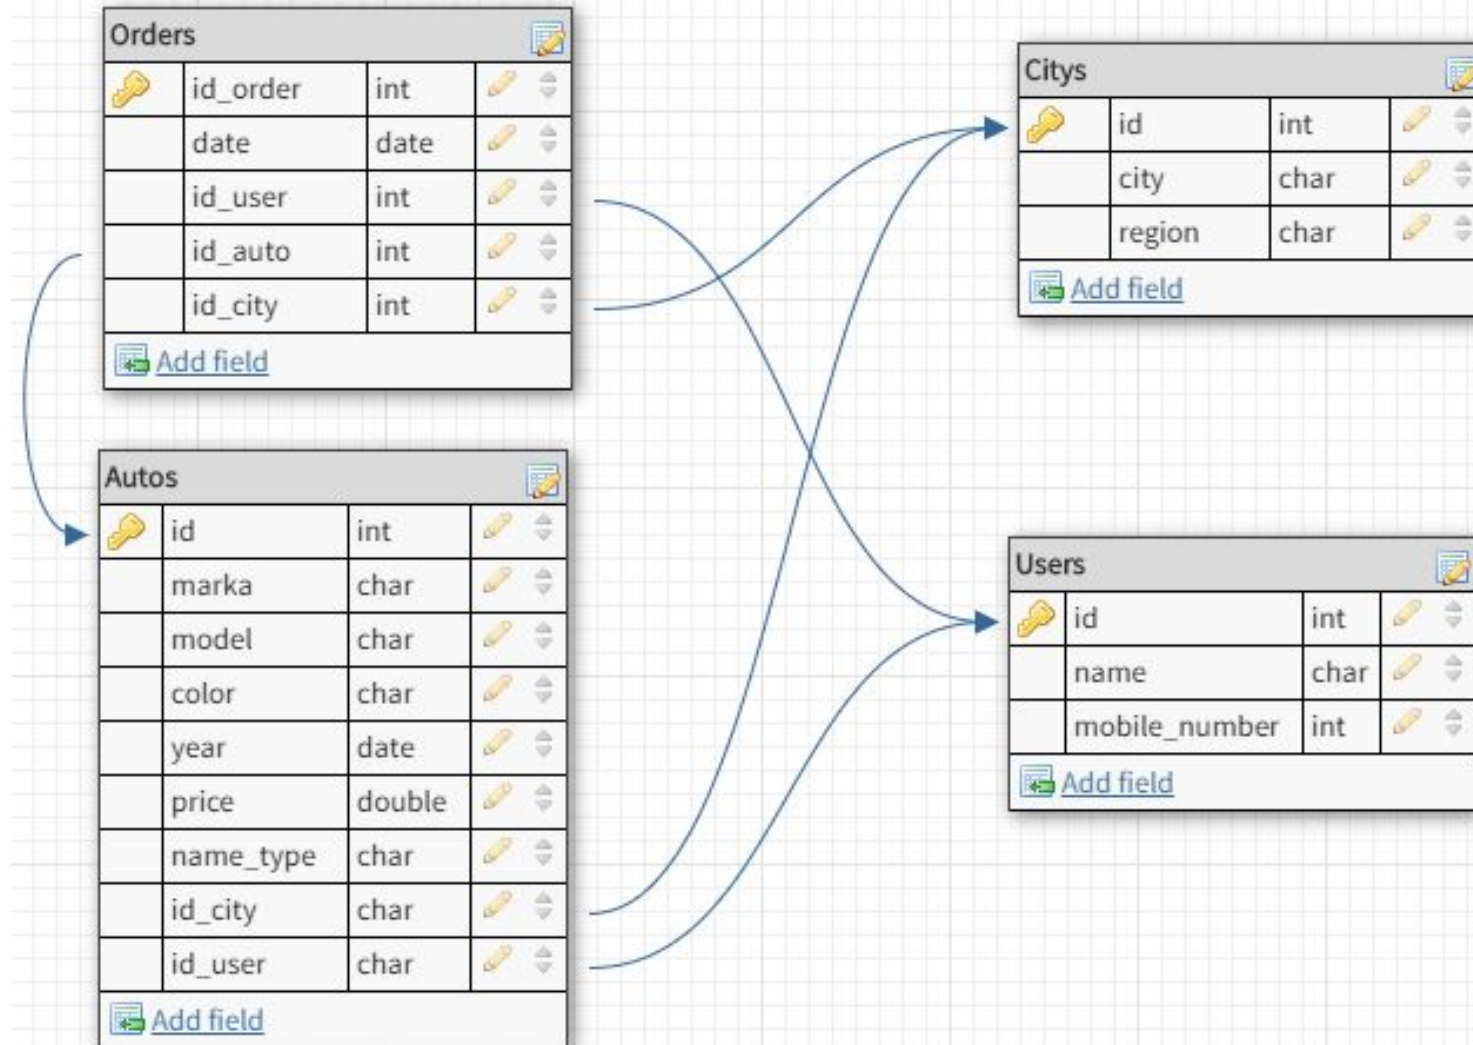 Orders
id_order int
date date
id_user int
id_auto int
id_city int
Add field
Citys
id int
city char
region char
Add field
Autos
id int
marka char
model char
color char
year date
price double
name_type char
id_city char
id_user char
Add field
Users
id int
name char
mobile_number int
Add field